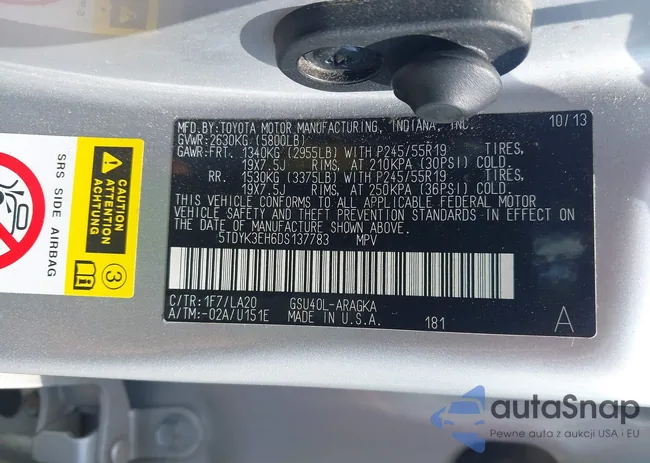 MFD.BY:TOYOTA MOTOR MANUFACTURING, INDIANA, INC. 10/13
GVWR:2630KG (5800LB)
GAWR:FRT. 1340KG (2955LB) WITH P245/55R19 TIRES,
19X7.5J RIMS, AT 210KPA (30PSI) COLD.
RR. 1530KG (3375LB) WITH P245/55R19 TIRES,
19X7.5J RIMS, AT 250KPA (36PSI) COLD.
THIS VEHICLE CONFORMS TO ALL APPLICABLE FEDERAL MOTOR
VEHICLE SAFETY AND THEFT PREVENTION STANDARDS IN EFFECT ON
THE DATE OF MANUFACTURE SHOWN ABOVE.
5TDYK3EH6DS137783 MPV
C/TR:1F7/LA20 GSU40L-ARAGKA
A/TM:-02A/U151E MADE IN U.S.A. 181 A
SRS SIDE AIRBAG
3
autaSnap
Pewne auta z aukcji USA i EU